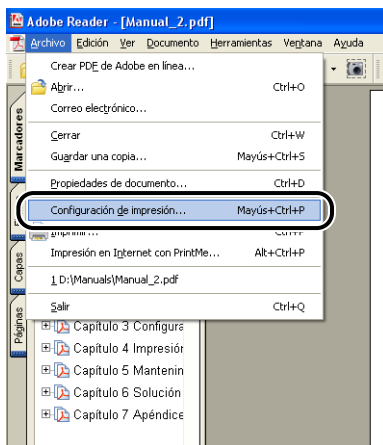 Adobe Reader - [Manual_2.pdf]
Archivo Edición Ver Documento Herramientas Ventana Ayuda
Crear PDF de Adobe en línea...
Abrir... Ctrl+O
Correo electrónico...
Cerrar Ctrl+W
Guardar una copia... Mayús+Ctrl+S
Propiedades de documento... Ctrl+D
Configuración de impresión... Mayús+Ctrl+P
Imprimir... Ctrl+P
Impresión en Internet con PrintMe... Alt+Ctrl+P
1 D:\Manuals\Manual_2.pdf
Salir Ctrl+Q
Marcadores
Capas
Páginas
Capítulo 3 Configura
Capítulo 4 Impresión
Capítulo 5 Mantenin
Capítulo 6 Solución
Capítulo 7 Apéndice